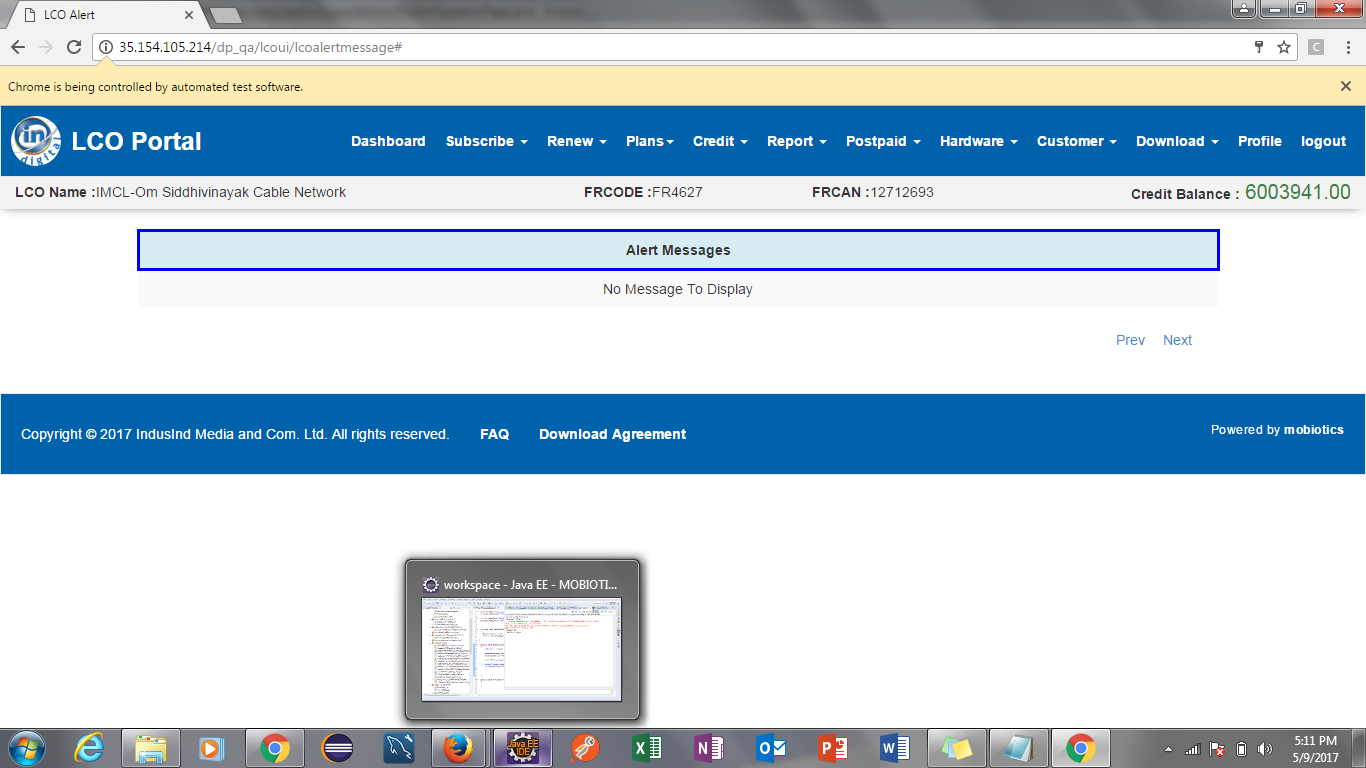 LCO Alert
35.154.105.214/dp_qa/lcoui/lcoalertmessage#
C
Chrome is being controlled by automated test software.
in digital LCO Portal Dashboard Subscribe Renew Plans Credit Report Postpaid Hardware Customer Download Profile logout
LCO Name :IMCL-Om Siddhivinayak Cable Network FRCODE :FR4627 FRCAN :12712693 Credit Balance : 6003941.00
Alert Messages
No Message To Display
Prev Next
Copyright © 2017 IndusInd Media and Com. Ltd. All rights reserved. FAQ Download Agreement Powered by mobiotics
workspace - Java EE - MOBIOTI...
Java EE IDE
5:11 PM
5/9/2017